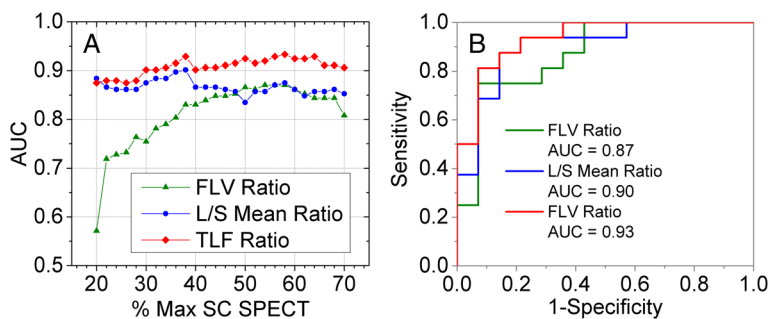 A
AUC
1.0
0.9
0.8
0.7
0.6
0.5
FLV Ratio
L/S Mean Ratio
TLF Ratio
20 30 40 50 60 70
% Max SC SPECT
B
Sensitivity
1.0
0.8
0.6
0.4
0.2
0.0
FLV Ratio
AUC = 0.87
L/S Mean Ratio
AUC = 0.90
FLV Ratio
AUC = 0.93
0.0 0.2 0.4 0.6 0.8 1.0
1-Specificity